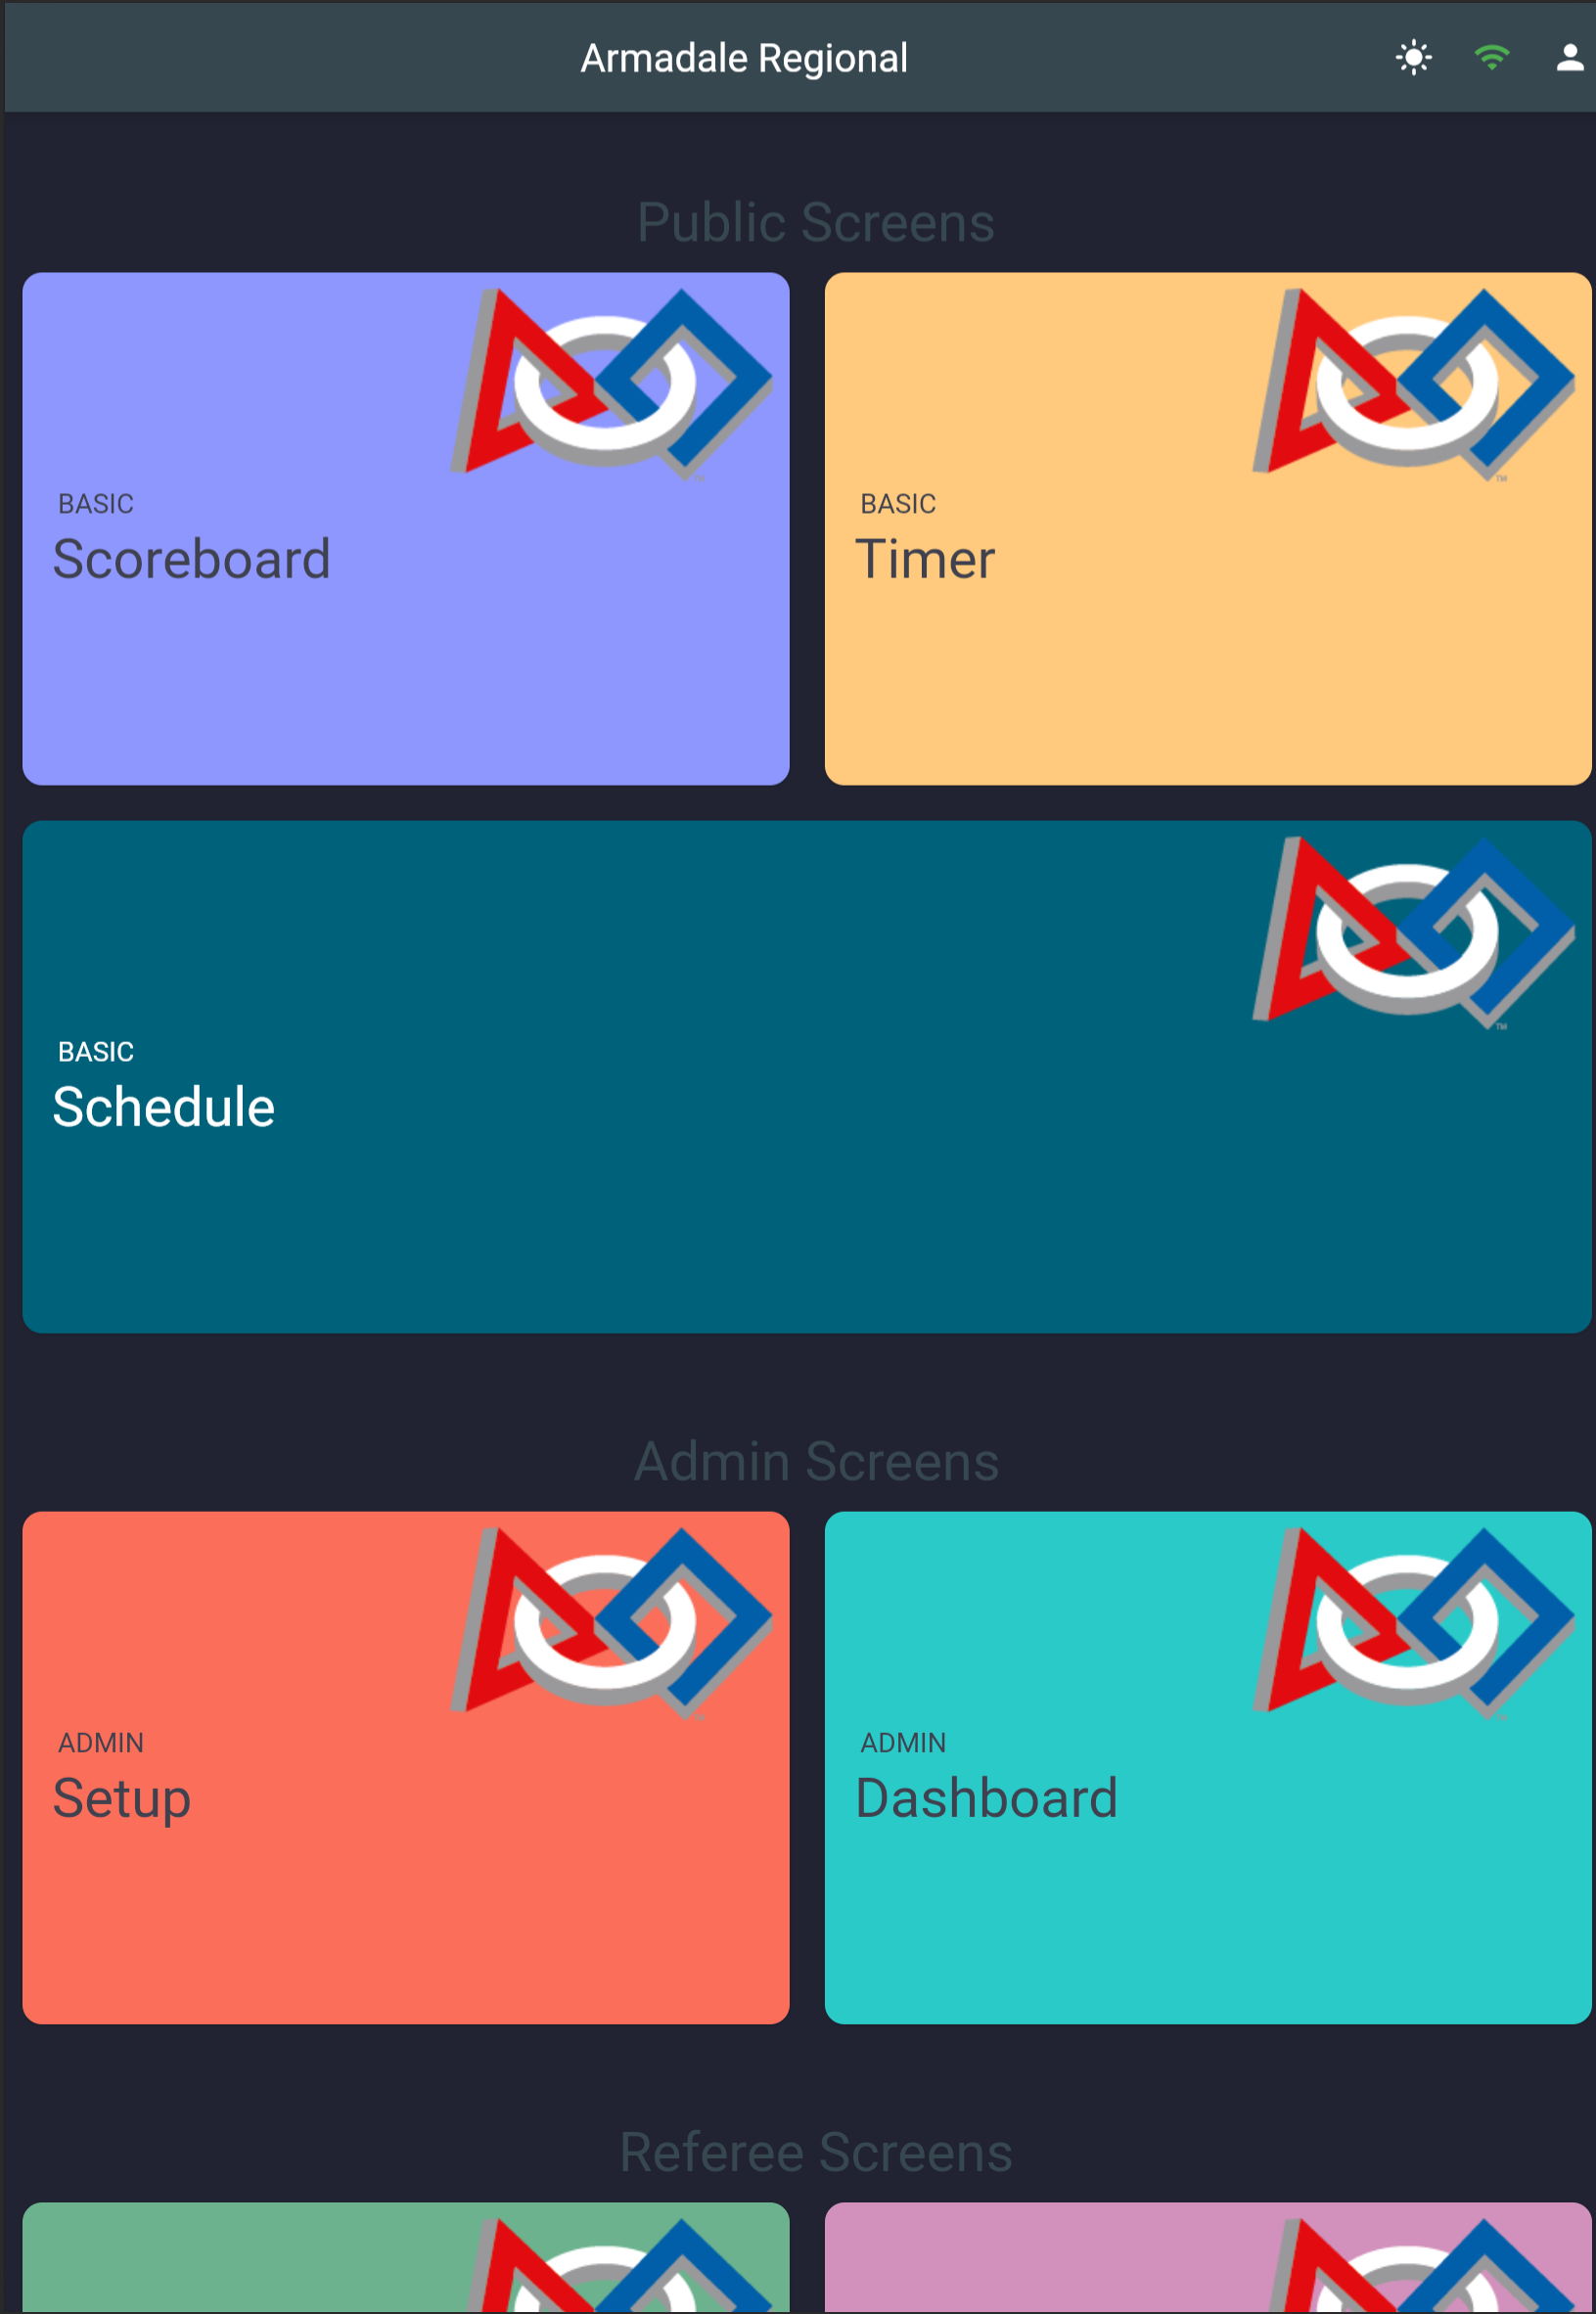 Armadale Regional
Public Screens
BASIC
Scoreboard
BASIC
Timer
BASIC
Schedule
Admin Screens
ADMIN
Setup
ADMIN
Dashboard
Referee Screens